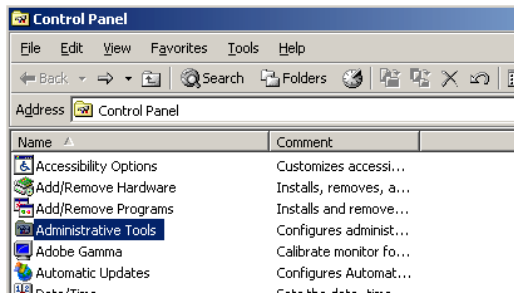 Control Panel
File Edit View Favorites Tools Help
Back Search Folders
Address Control Panel
Name Comment
Accessibility Options Customizes accessi...
Add/Remove Hardware Installs, removes, a...
Add/Remove Programs Installs and remove...
Administrative Tools Configures administ...
Adobe Gamma Calibrate monitor fo...
Automatic Updates Configures Automat...
Date/Time